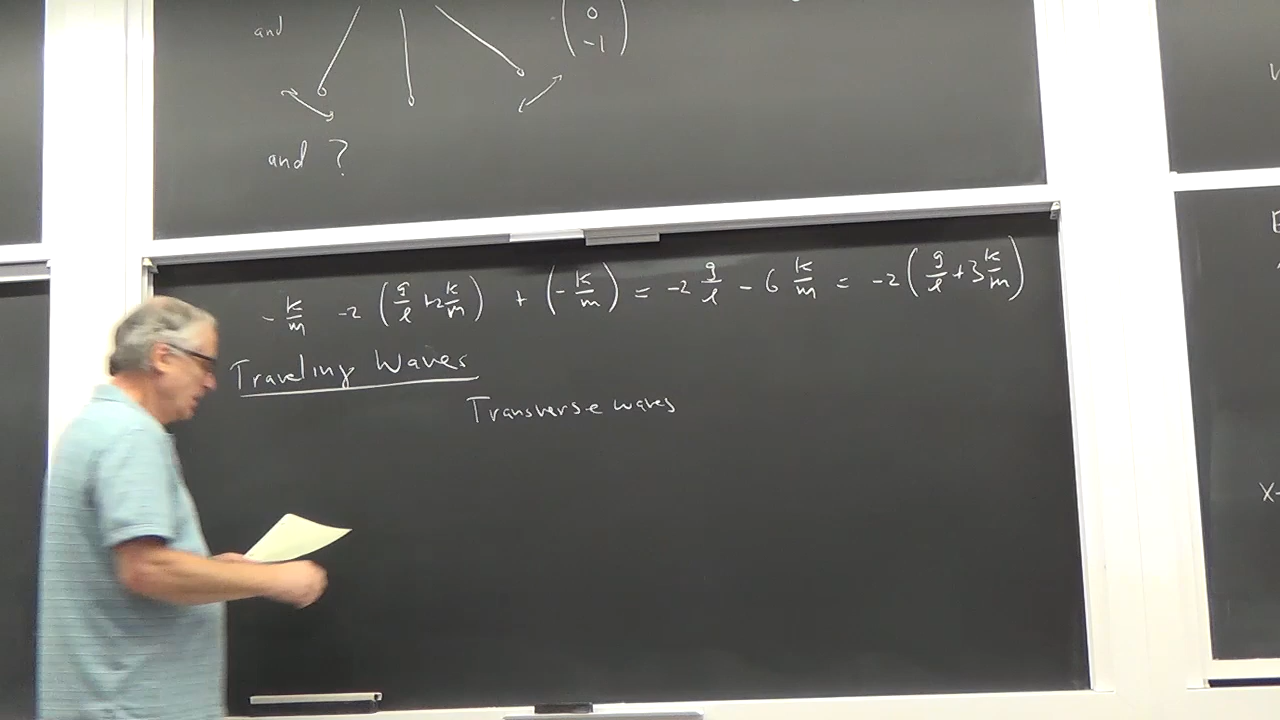 and
( 0 -1 )
and ?
- k/m -2 ( g/l +2 k/m ) + ( - k/m ) = -2 g/l - 6 k/m = -2 ( g/l + 3 k/m )
Traveling Waves
Transverse waves